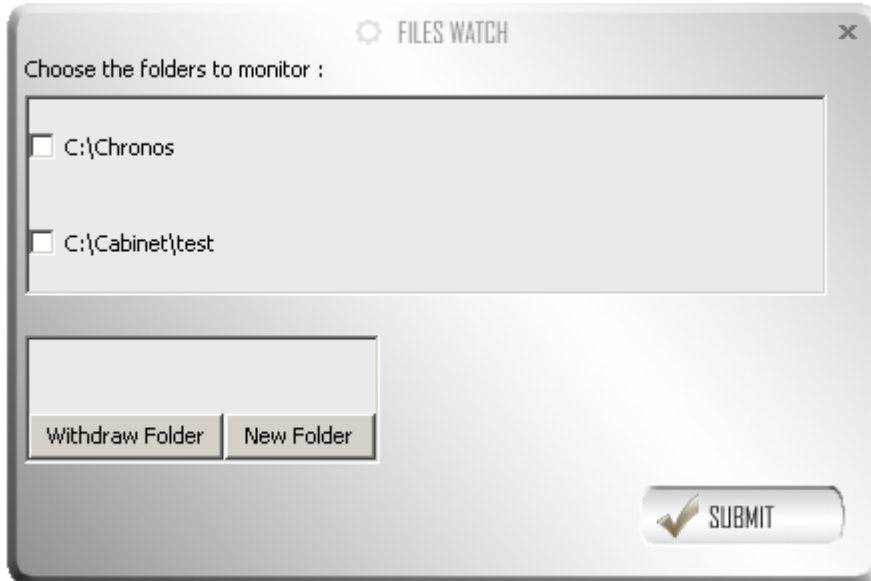 FILES WATCH
Choose the folders to monitor :
C:\Chronos
C:\Cabinet\test
Withdraw Folder New Folder
SUBMIT